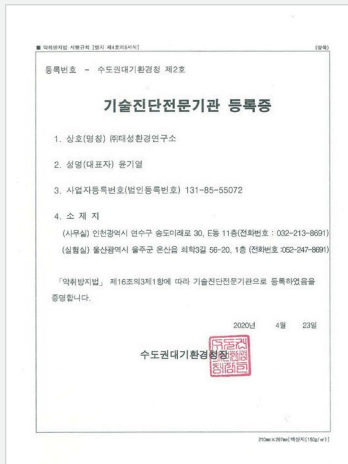 ■ 악취방지법 시행규칙 [별지 제4호의3서식]
(앞쪽)
등록번호 - 수도권대기환경청 제2호
기술진단전문기관 등록증
1. 상호(명칭) ㈜태성환경연구소
2. 성명(대표자) 윤기열
3. 사업자등록번호(법인등록번호) 131-85-55072
4. 소 재 지
(사무실) 인천광역시 연수구 송도미래로 30, E동 11층(전화번호 : 032-213-8691)
(실험실) 울산광역시 울주군 온산읍 56-20, 1층 (전화번호 :052-247-8691)
「악취방지법」 제16조의3제1항에 따라 기술진단전문기관으로 등록하였음을
증명합니다.
2020년 4월 23일
수도권대기환경청장
210mm×297mm[백상지(150g/㎡)]